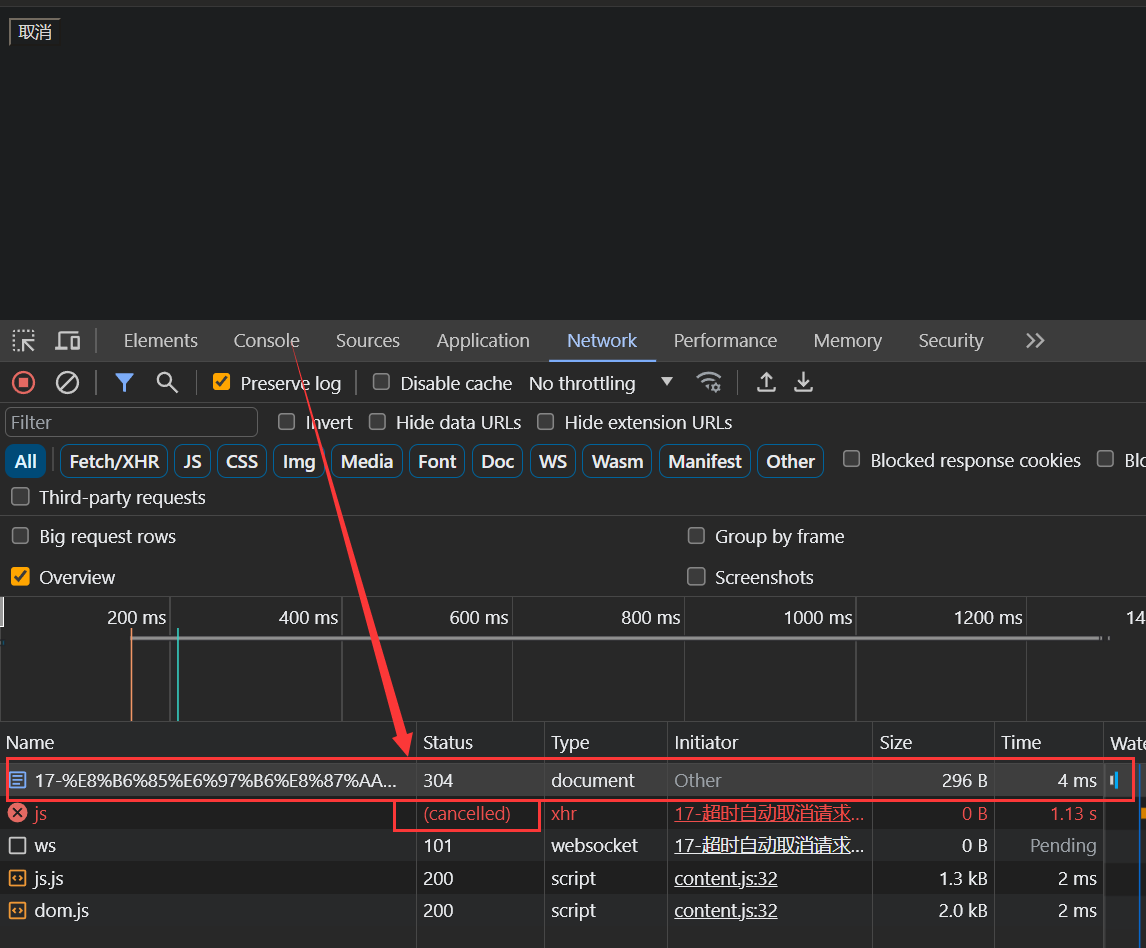 取消
Elements Console Sources Application Network Performance Memory Security
Preserve log Disable cache No throttling
Filter Invert Hide data URLs Hide extension URLs
All Fetch/XHR JS CSS Img Media Font Doc WS Wasm Manifest Other Blocked response cookies Blo
Third-party requests
Big request rows Group by frame
Overview Screenshots
200 ms 400 ms 600 ms 800 ms 1000 ms 1200 ms 14
Name Status Type Initiator Size Time Wate
17-%E8%B6%85%E6%97%B6%E8%87%AA... 304 document Other 296 B 4 ms
js (cancelled) xhr 17-超时自动取消请求... 0 B 1.13 s
ws 101 websocket 17-超时自动取消请求... 0 B Pending
js.js 200 script content.js:32 1.3 kB 2 ms
dom.js 200 script content.js:32 2.0 kB 2 ms